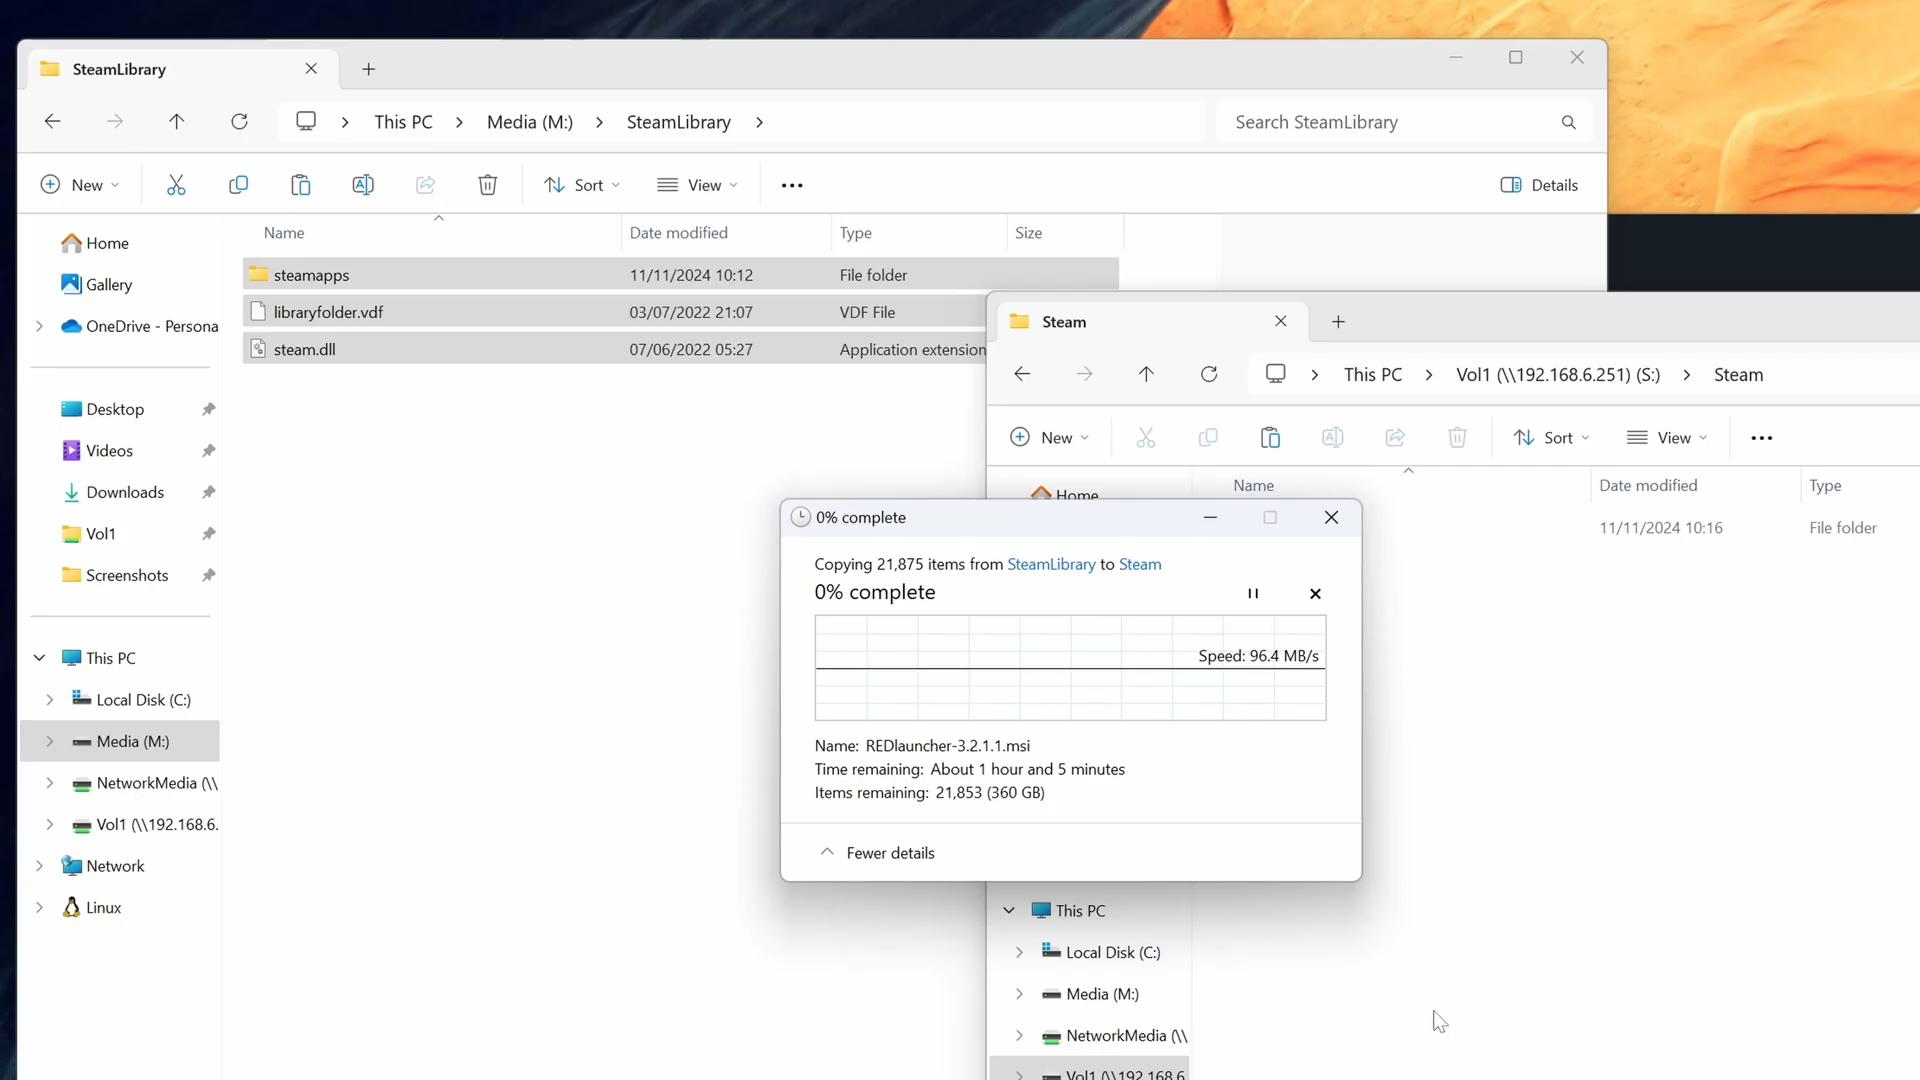 SteamLibrary
This PC
Media (M:)
SteamLibrary
Search SteamLibrary
New
Sort
View
Details
Name
Date modified
Type
Size
Home
Gallery
OneDrive - Persona
Desktop
Videos
Downloads
Vol1
Screenshots
This PC
Local Disk (C:)
Media (M:)
NetworkMedia (\\
Vol1 (\\192.168.6.
Network
Linux
steamapps 11/11/2024 10:12 File folder
libraryfolder.vdf 03/07/2022 21:07 VDF File
steam.dll 07/06/2022 05:27 Application extension
Steam
This PC
Vol1 (\\192.168.6.251) (S:)
Steam
New
Sort
View
Name
Date modified
Type
Home
11/11/2024 10:16 File folder
0% complete
Copying 21,875 items from SteamLibrary to Steam
0% complete
Speed: 96.4 MB/s
Name: REDlauncher-3.2.1.1.msi
Time remaining: About 1 hour and 5 minutes
Items remaining: 21,853 (360 GB)
Fewer details
This PC
Local Disk (C:)
Media (M:)
NetworkMedia (\\
Vol1 (\\192.168.6